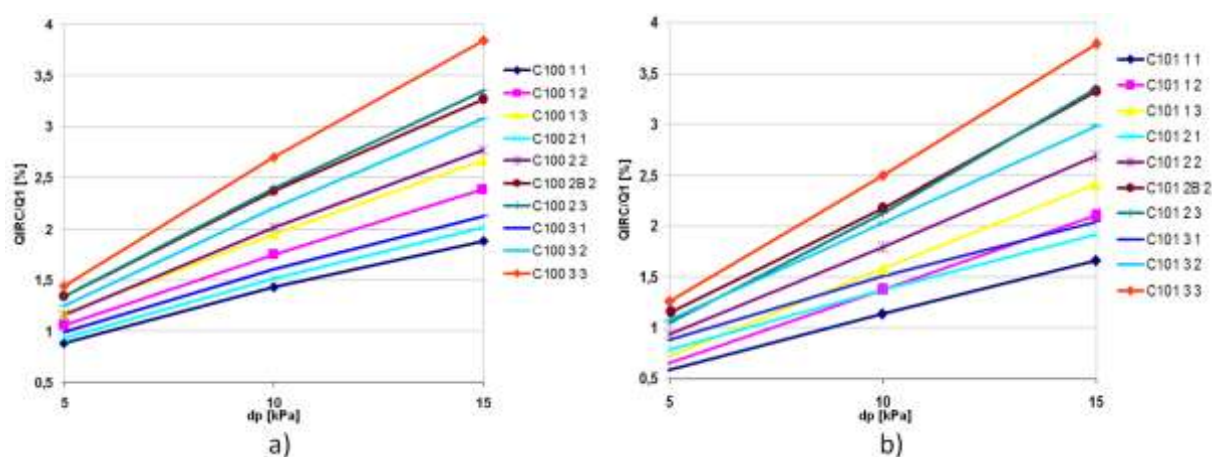 4
3,5
3
2,5
2
1,5
1
0,5
QIRC/Q1 [%]
5
10
15
dp [kPa]
C100 1 1
C100 1 2
C100 1 3
C100 2 1
C100 2 2
C100 2B 2
C100 2 3
C100 3 1
C100 3 2
C100 3 3
a)
4
3,5
3
2,5
2
1,5
1
0,5
QIRC/Q1 [%]
5
10
15
dp [kPa]
C101 1 1
C101 1 2
C101 1 3
C101 2 1
C101 2 2
C101 2B 2
C101 2 3
C101 3 1
C101 3 2
C101 3 3
b)